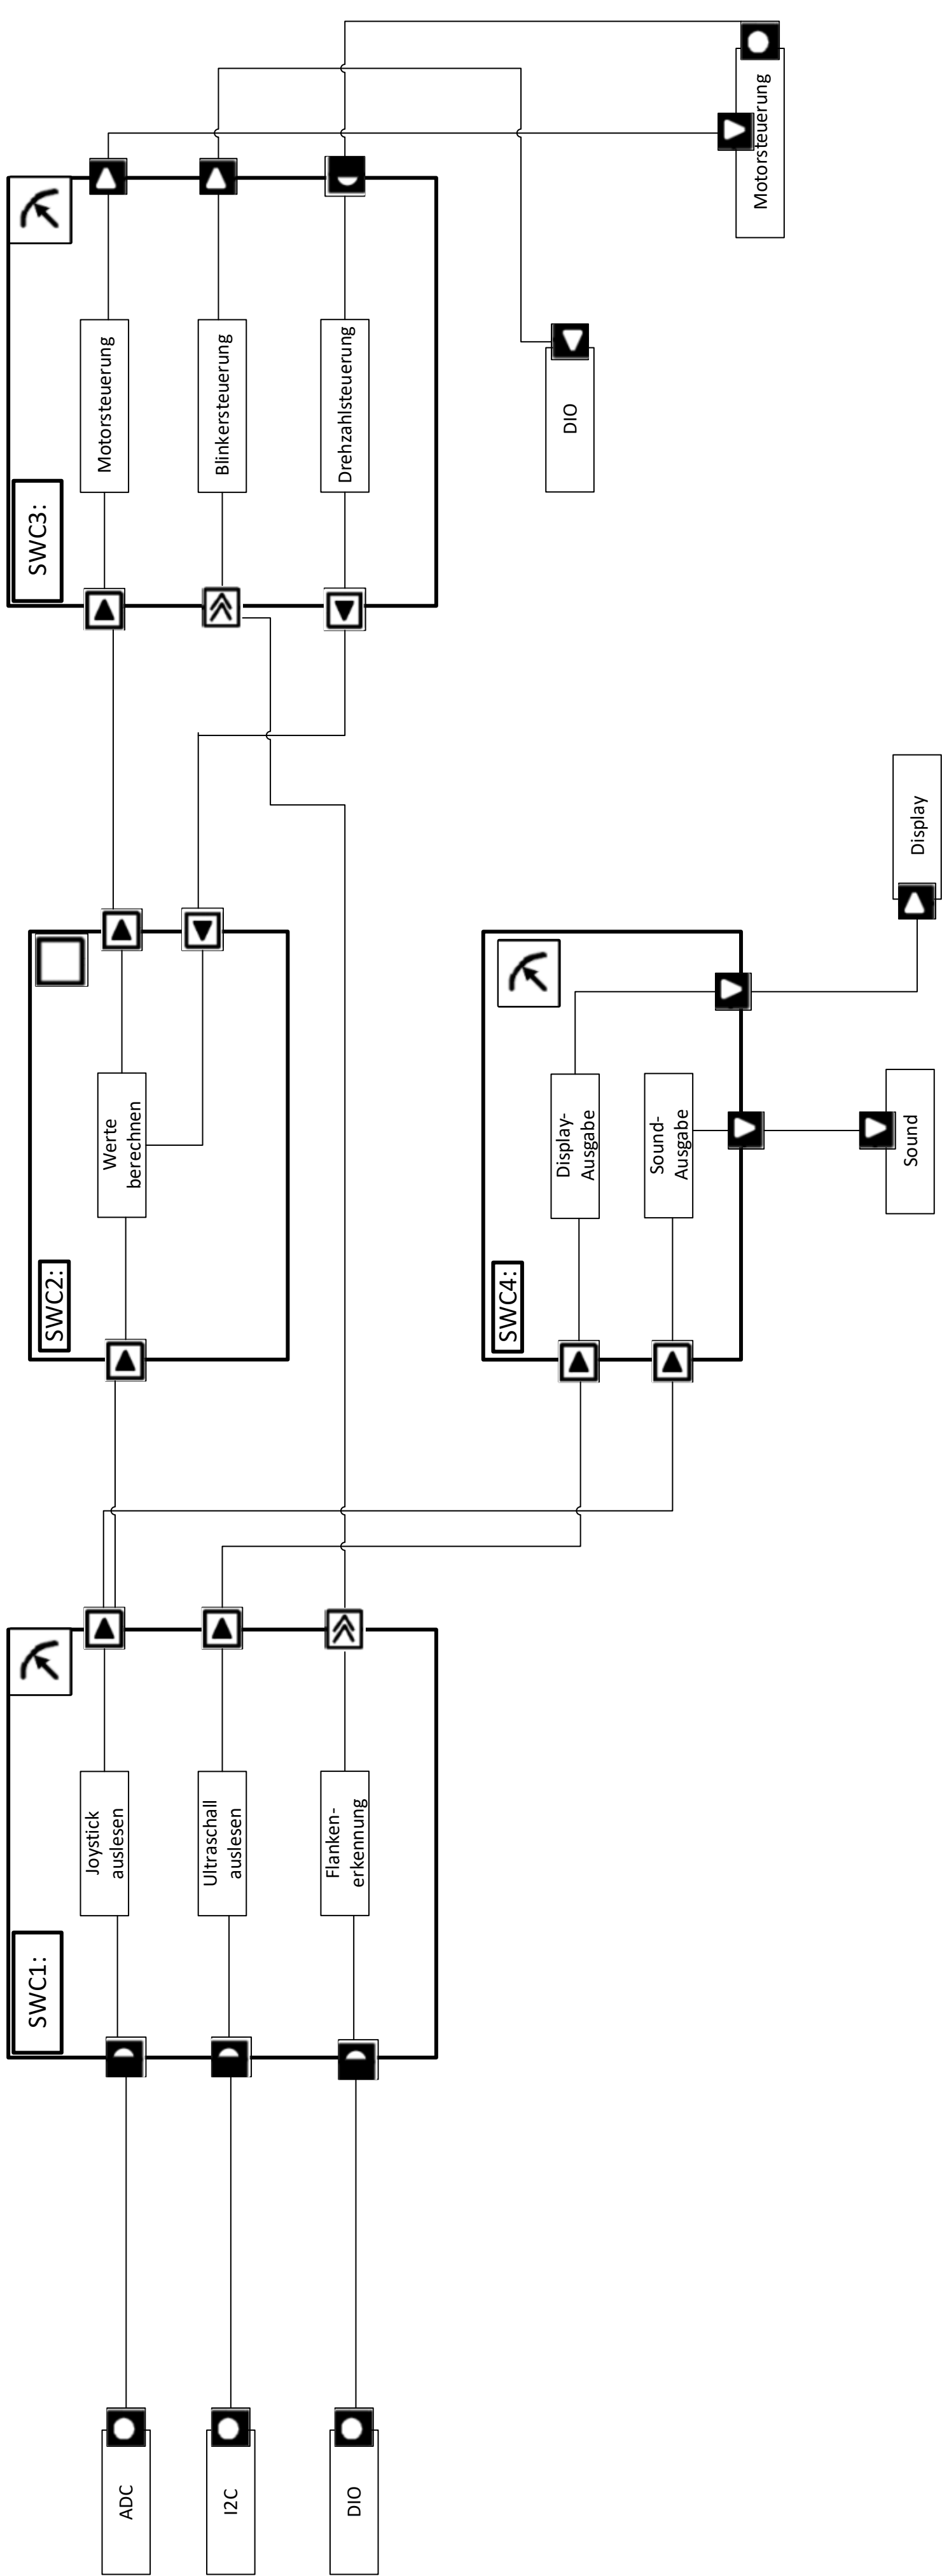 SWC1:
Joystick
auslesen
Ultraschall
auslesen
Flanken-
erkennung
ADC
I2C
DIO
SWC2:
Werte
berechnen
SWC3:
Motorsteuerung
Blinkersteuerung
Drehzahlsteuerung
SWC4:
Display-
Ausgabe
Sound-
Ausgabe
DIO
Motorsteuerung
Display
Sound